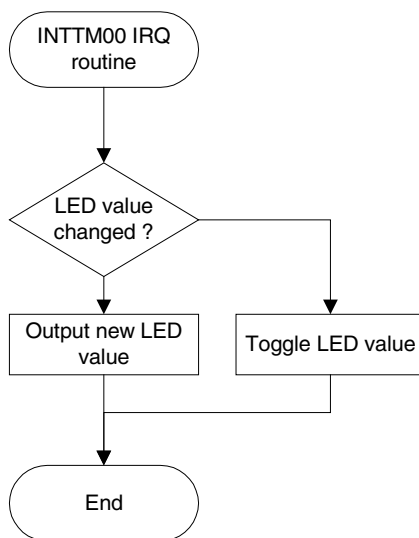 INTTM00 IRQ
routine
LED value
changed ?
Output new LED
value
Toggle LED value
End